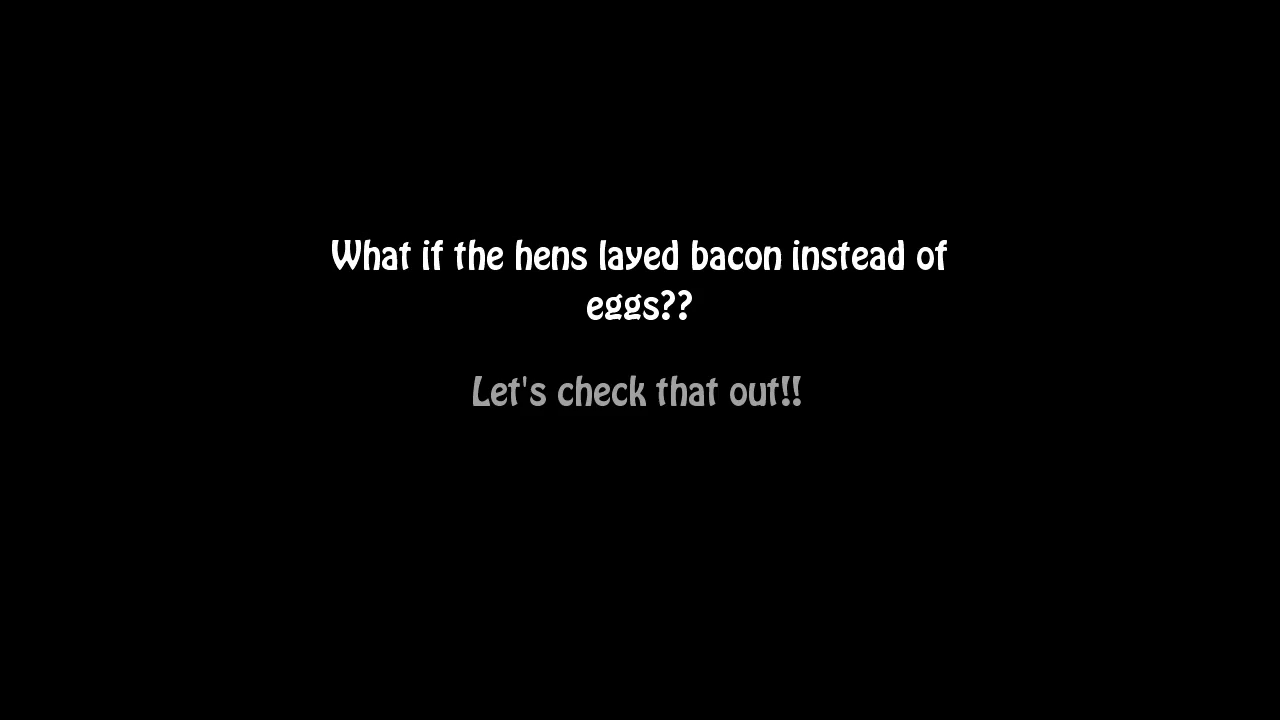 What if the hens layed bacon instead of
eggs??
Let's check that out!!